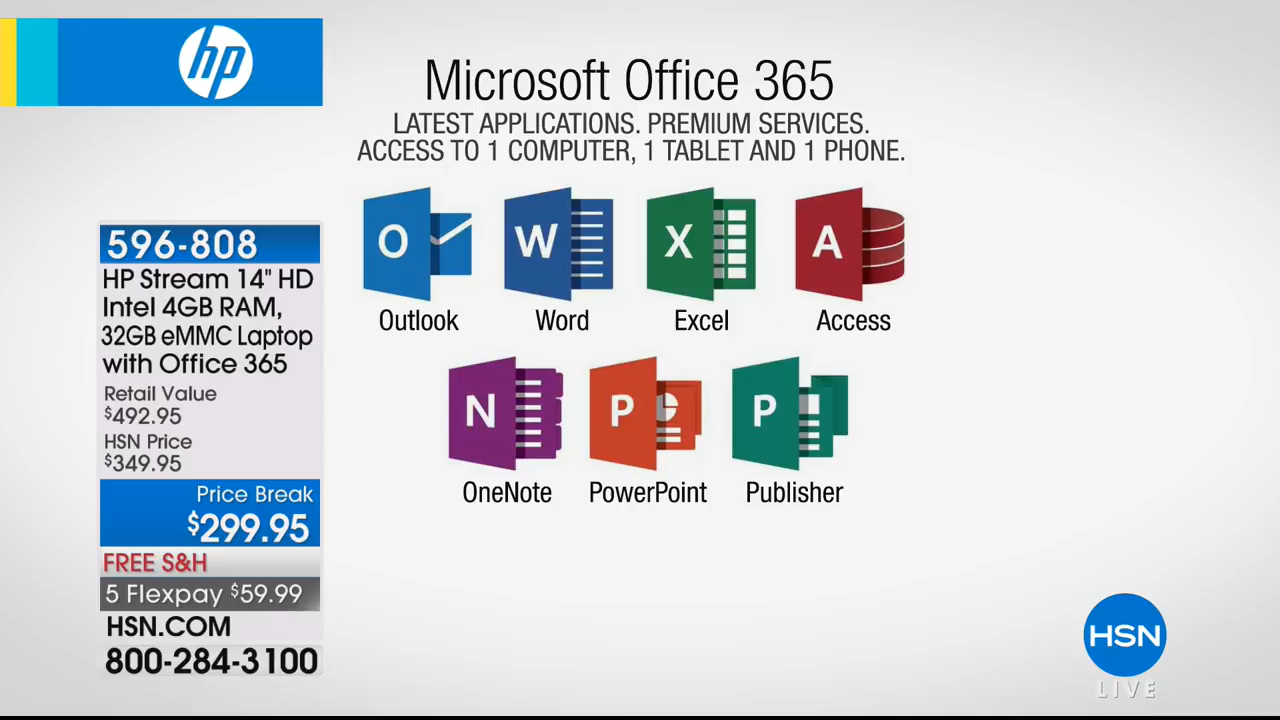 hp
Microsoft Office 365
LATEST APPLICATIONS. PREMIUM SERVICES.
ACCESS TO 1 COMPUTER, 1 TABLET AND 1 PHONE.
596-808
HP Stream 14" HD
Intel 4GB RAM,
32GB eMMC Laptop
with Office 365
Retail Value
$492.95
HSN Price
$349.95
Price Break
$299.95
FREE S&H
5 Flexpay $59.99
HSN.COM
800-284-3100
O W X A
Outlook Word Excel Access
N P P
OneNote PowerPoint Publisher
HSN
LIVE